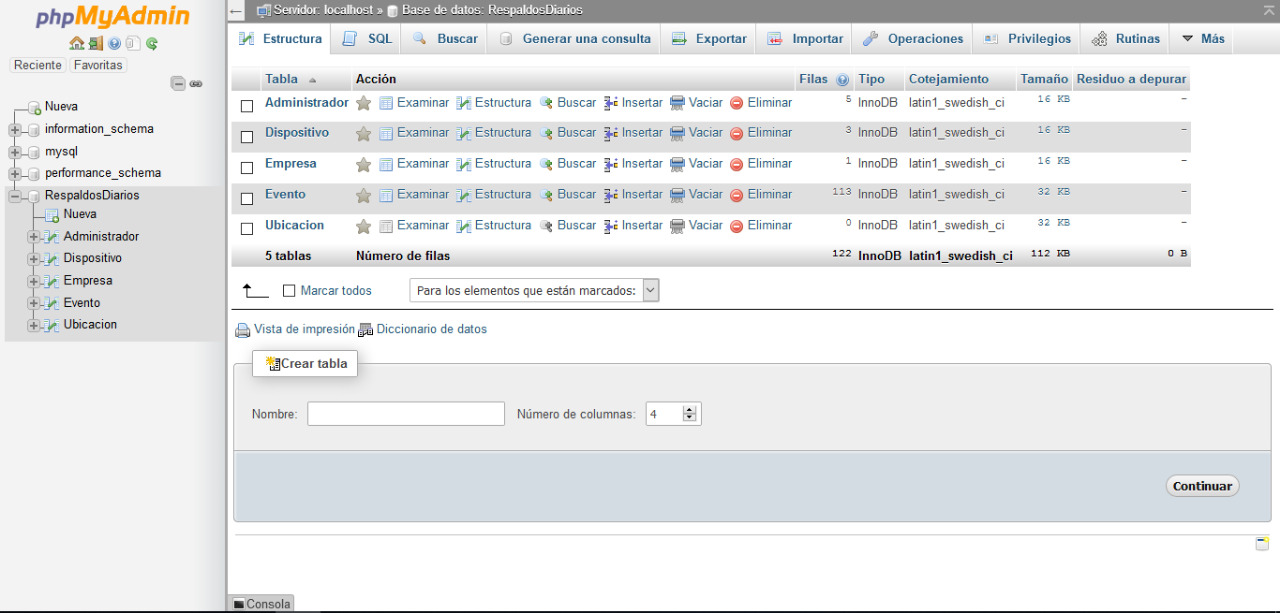 phpMyAdmin
Reciente Favoritas
Nueva
information_schema
mysql
performance_schema
RespaldosDiarios
Nueva
Administrador
Dispositivo
Empresa
Evento
Ubicacion
Servidor: localhost » Base de datos: RespaldosDiarios
Estructura SQL Buscar Generar una consulta Exportar Importar Operaciones Privilegios Rutinas Más
Tabla Acción Filas Tipo Cotejamiento Tamaño Residuo a depurar
Administrador Examinar Estructura Buscar Insertar Vaciar Eliminar 5 InnoDB latin1_swedish_ci 16 KB -
Dispositivo Examinar Estructura Buscar Insertar Vaciar Eliminar 3 InnoDB latin1_swedish_ci 16 KB -
Empresa Examinar Estructura Buscar Insertar Vaciar Eliminar 1 InnoDB latin1_swedish_ci 16 KB -
Evento Examinar Estructura Buscar Insertar Vaciar Eliminar 113 InnoDB latin1_swedish_ci 32 KB -
Ubicacion Examinar Estructura Buscar Insertar Vaciar Eliminar 0 InnoDB latin1_swedish_ci 32 KB -
5 tablas Número de filas 122 InnoDB latin1_swedish_ci 112 KB 0 B
Marcar todos Para los elementos que están marcados:
Vista de impresión Diccionario de datos
Crear tabla
Nombre: Número de columnas: 4
Continuar
Consola